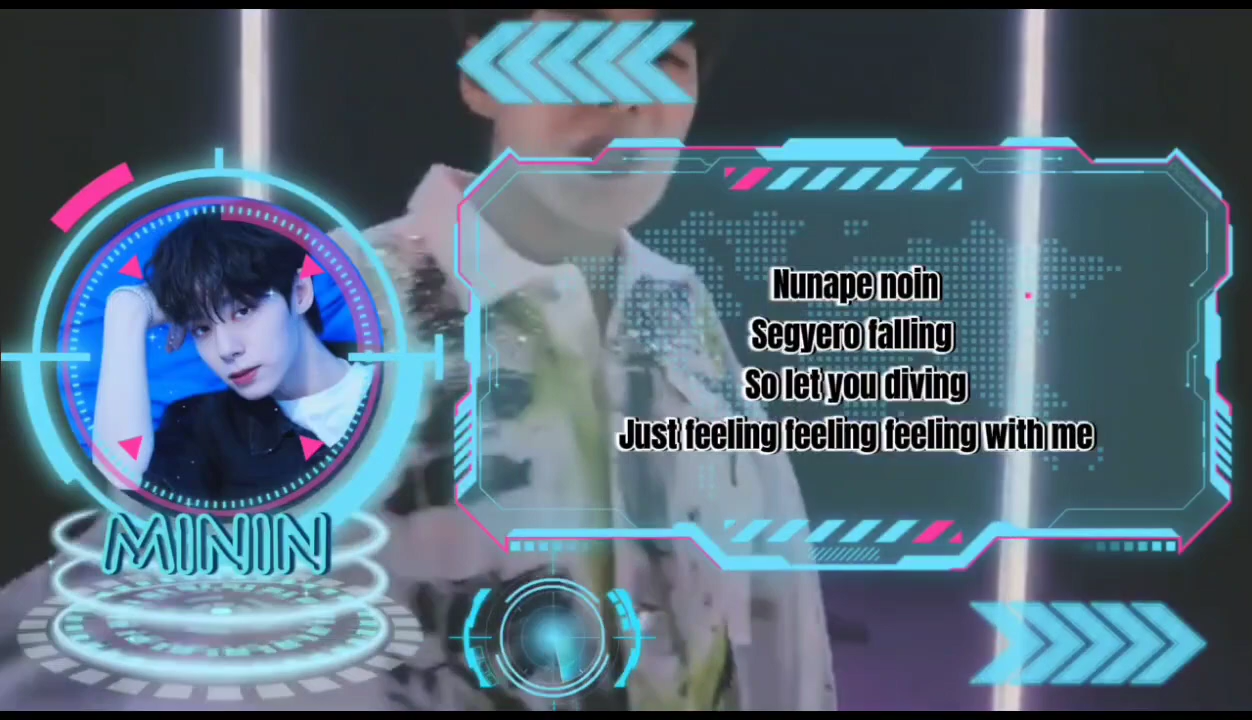 MININ
Nunape noin
Segyero falling
So let you diving
Just feeling feeling feeling with me